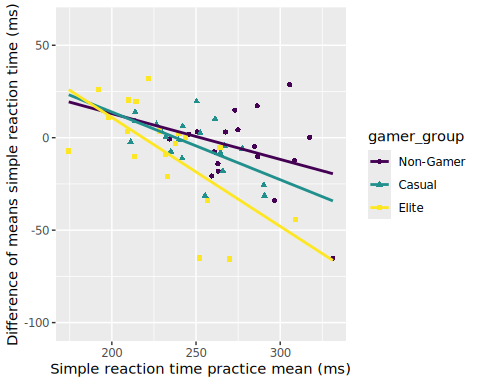 Difference of means simple reaction time (ms)
50
0
-50
-100
200
250
300
Simple reaction time practice mean (ms)
gamer_group
Non-Gamer
Casual
Elite